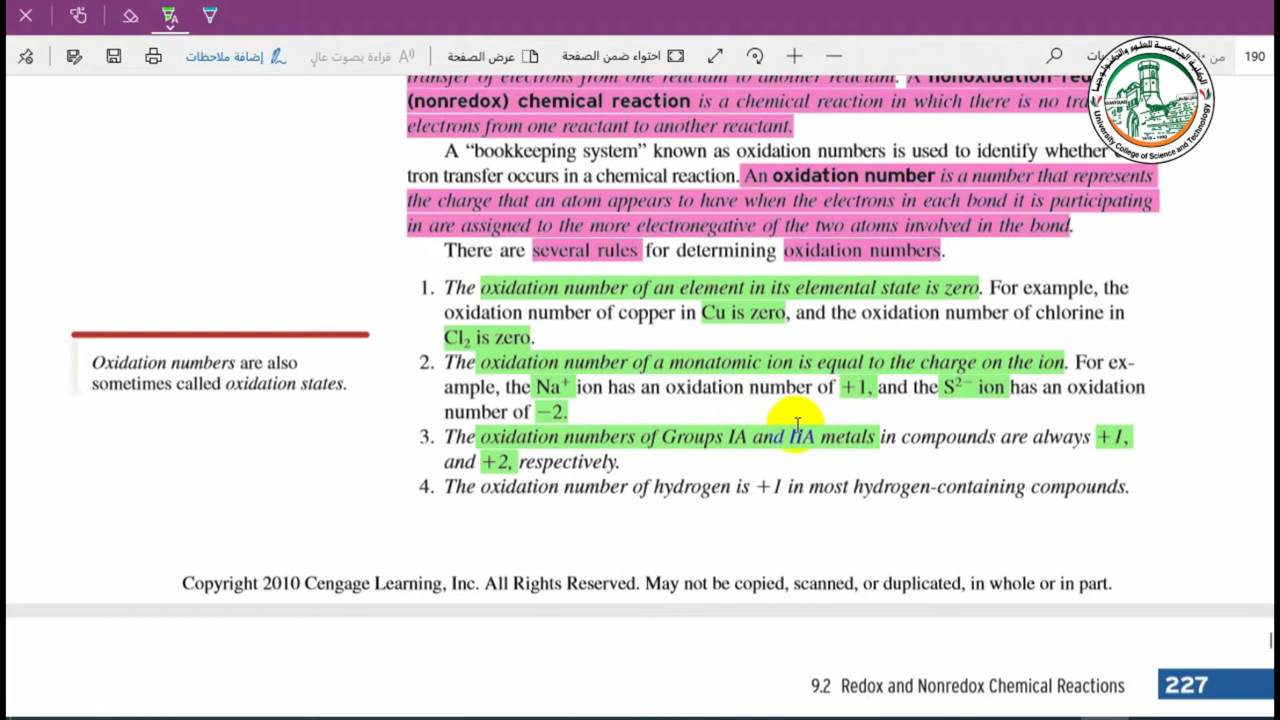 إضافة ملاحظات
قراءة بصوت عالٍ
عرض الصفحة
احتواء ضمن الصفحة
من
190
University College of Science and Technology
transfer of electrons from one reactant to another reactant. A
(nonredox) chemical reaction is a chemical reaction in which there is no
electrons from one reactant to another reactant.
A “bookkeeping system” known as oxidation numbers is used to identify whether
tron transfer occurs in a chemical reaction. An oxidation number is a number that represents
the charge that an atom appears to have when the electrons in each bond it is participating
in are assigned to the more electronegative of the two atoms involved in the bond.
There are several rules for determining oxidation numbers.
1. The oxidation number of an element in its elemental state is zero. For example, the
oxidation number of copper in Cu is zero, and the oxidation number of chlorine in
Cl₂ is zero.
2. The oxidation number of a monatomic ion is equal to the charge on the ion. For ex-
ample, the Na⁺ ion has an oxidation number of +1, and the S²⁻ ion has an oxidation
number of −2.
3. The oxidation numbers of Groups IA and IIA metals in compounds are always +1,
and +2, respectively.
4. The oxidation number of hydrogen is +1 in most hydrogen-containing compounds.
Oxidation numbers are also
sometimes called oxidation states.
Copyright 2010 Cengage Learning, Inc. All Rights Reserved. May not be copied, scanned, or duplicated, in whole or in part.
9.2 Redox and Nonredox Chemical Reactions 227